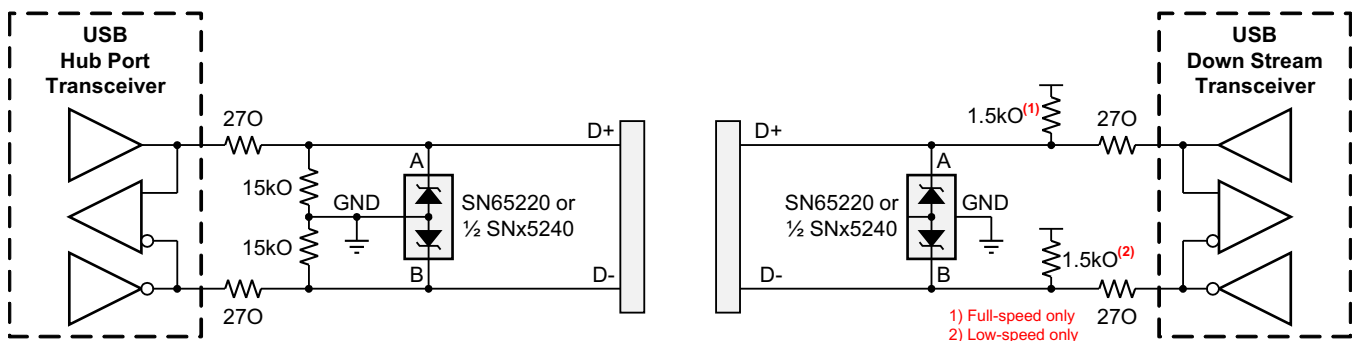 USB
Hub Port
Transceiver
27O
15kO
15kO
27O
GND
A
B
SN65220 or
½ SNx5240
D+
D-
D+
D-
A
B
SN65220 or
½ SNx5240
GND
1.5kO(1)
1.5kO(2)
27O
27O
1) Full-speed only
2) Low-speed only
USB
Down Stream
Transceiver